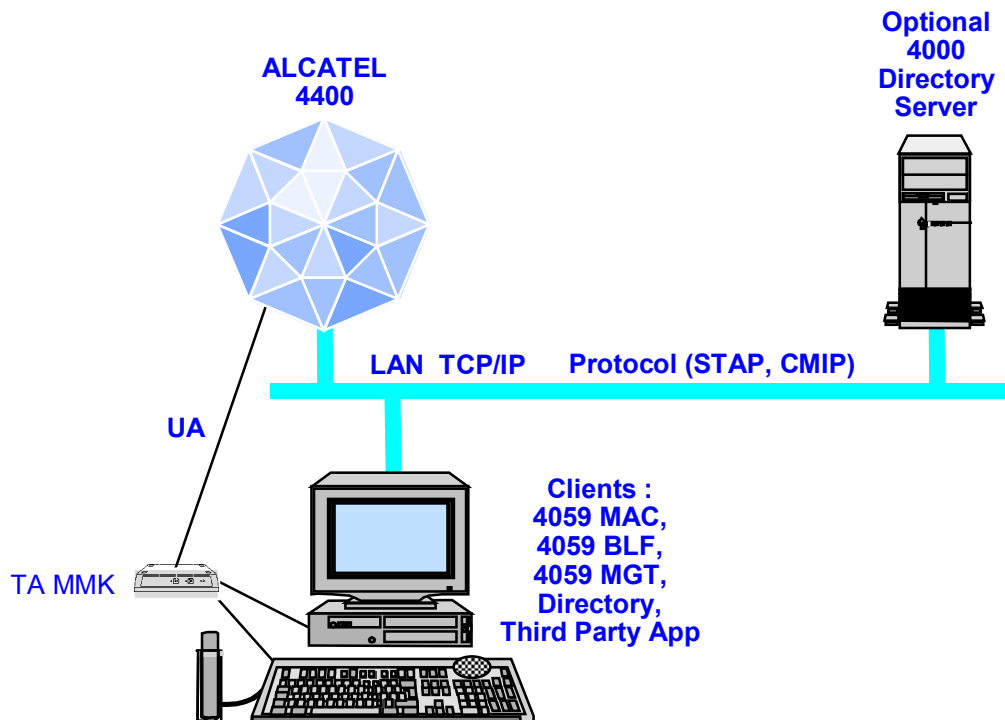 Optional
4000
Directory
Server
ALCATEL
4400
LAN TCP/IP Protocol (STAP, CMIP)
UA
Clients :
4059 MAC,
4059 BLF,
4059 MGT,
Directory,
Third Party App
TA MMK